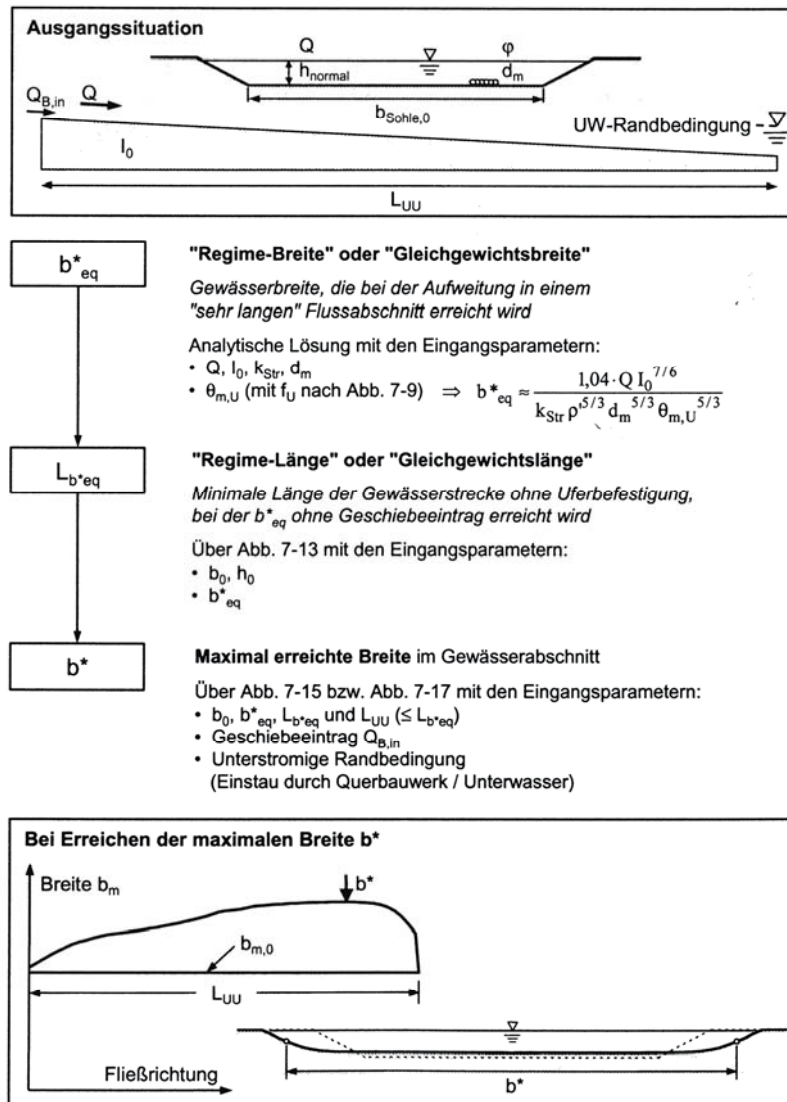 Ausgangssituation
Q φ
h_normal d_m
Q_B,in Q
b_Sohle,0
UW-Randbedingung
I_0
L_UU
b*_eq
"Regime-Breite" oder "Gleichgewichtsbreite"
Gewässerbreite, die bei der Aufweitung in einem
"sehr langen" Flussabschnitt erreicht wird
Analytische Lösung mit den Eingangsparametern:
• Q, I_0, k_Str, d_m
• θ_m,U (mit f_U nach Abb. 7-9) ⇒ b*_eq ≈ 1,04 · Q I_0^7/6 / k_Str ρ'^5/3 d_m^5/3 θ_m,U^5/3
L_b*eq
"Regime-Länge" oder "Gleichgewichtslänge"
Minimale Länge der Gewässerstrecke ohne Uferbefestigung,
bei der b*_eq ohne Geschiebeeintrag erreicht wird
Über Abb. 7-13 mit den Eingangsparametern:
• b_0, h_0
• b*_eq
b*
Maximal erreichte Breite im Gewässerabschnitt
Über Abb. 7-15 bzw. Abb. 7-17 mit den Eingangsparametern:
• b_0, b*_eq, L_b*eq und L_UU (≤ L_b*eq)
• Geschiebeeintrag Q_B,in
• Unterstromige Randbedingung
(Einstau durch Querbauwerk / Unterwasser)
Bei Erreichen der maximalen Breite b*
Breite b_m
b*
b_m,0
L_UU
Fließrichtung
b*